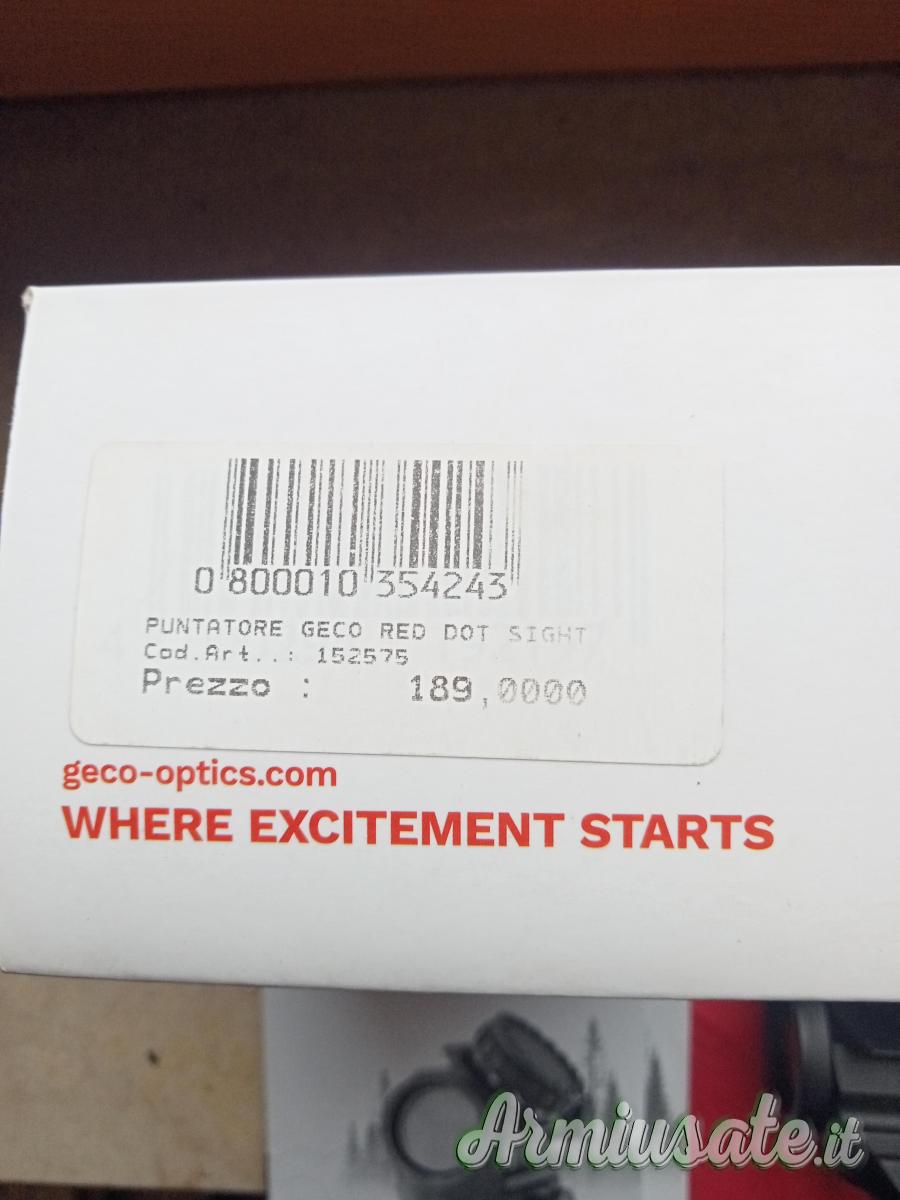 0 800010 354243
PUNTATORE GECO RED DOT SIGHT
Cod.Art..: 152575
Prezzo : 189,0000
geco-optics.com
WHERE EXCITEMENT STARTS
Armiusate.it